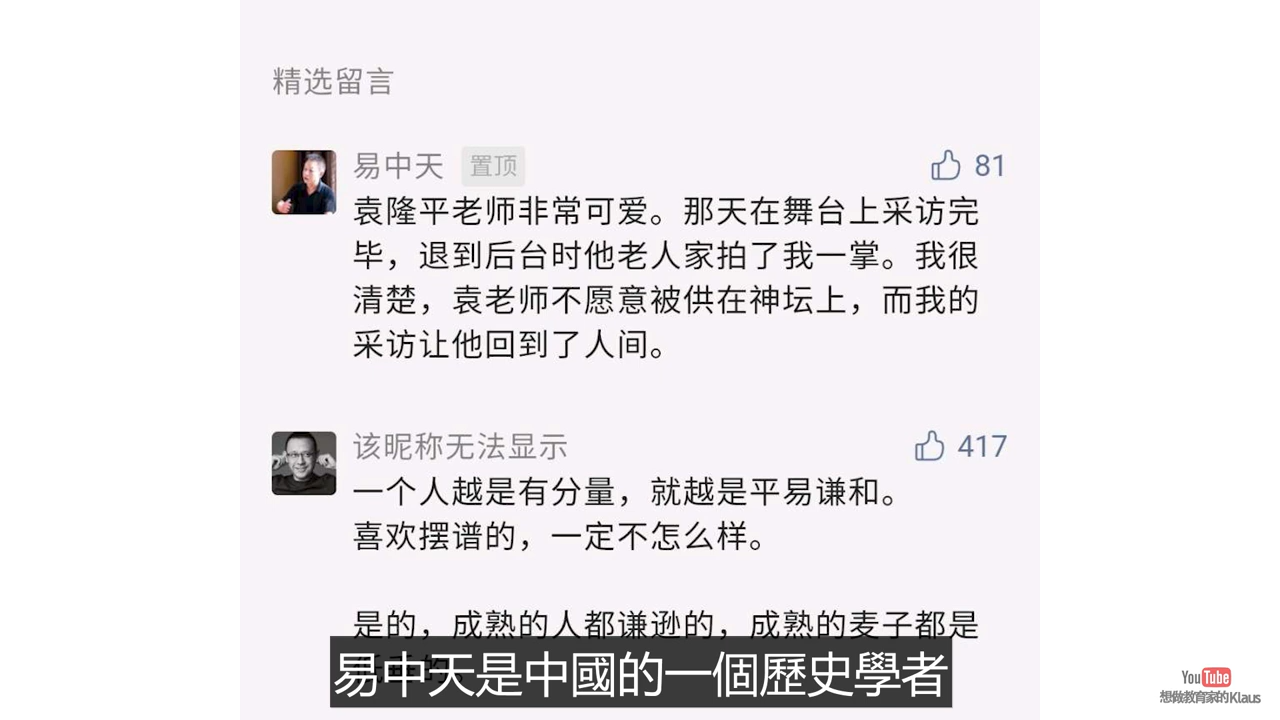 精选留言
易中天 置顶 81
袁隆平老师非常可爱。那天在舞台上采访完
毕，退到后台时他老人家拍了我一掌。我很
清楚，袁老师不愿意被供在神坛上，而我的
采访让他回到了人间。
该昵称无法显示 417
一个人越是有分量，就越是平易谦和。
喜欢摆谱的，一定不怎么样。
是的，成熟的人都谦逊的，成熟的麦子都是
易中天是中國的一個歷史學者
YouTube
想做教育家的Klaus